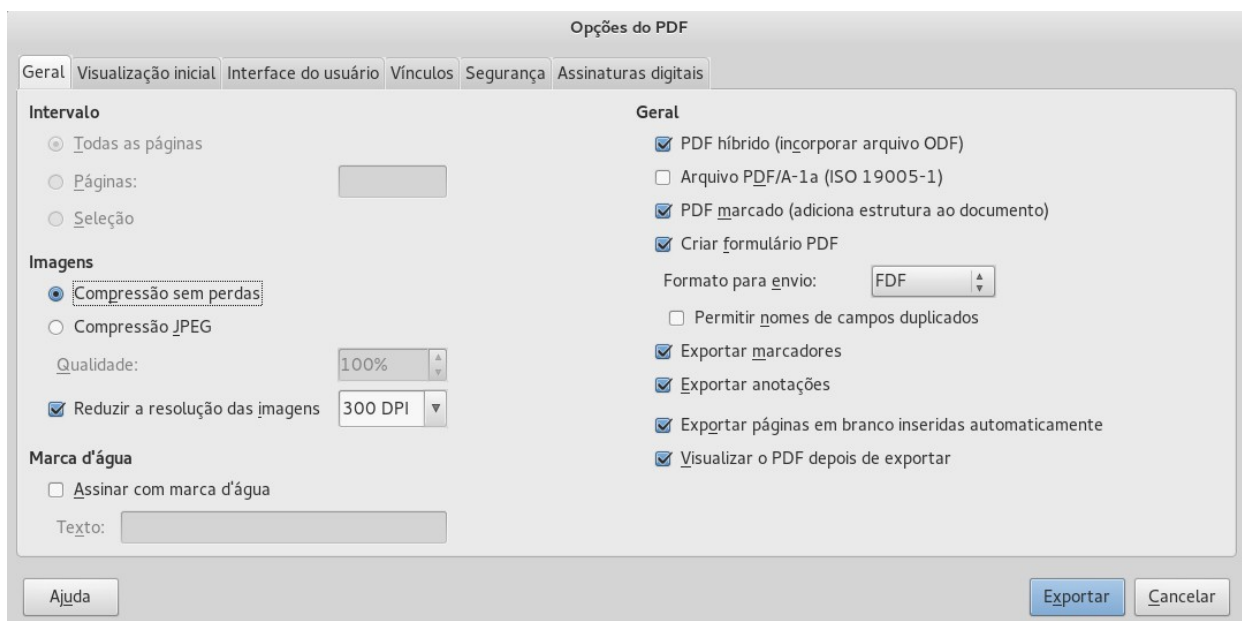 Opções do PDF
Geral Visualização inicial Interface do usuário Vínculos Segurança Assinaturas digitais
Intervalo
Todas as páginas
Páginas:
Seleção
Imagens
Compressão sem perdas
Compressão JPEG
Qualidade: 100%
Reduzir a resolução das imagens 300 DPI
Marca d'água
Assinar com marca d'água
Texto:
Geral
PDF híbrido (incorporar arquivo ODF)
Arquivo PDF/A-1a (ISO 19005-1)
PDF marcado (adiciona estrutura ao documento)
Criar formulário PDF
Formato para envio: FDF
Permitir nomes de campos duplicados
Exportar marcadores
Exportar anotações
Exportar páginas em branco inseridas automaticamente
Visualizar o PDF depois de exportar
Ajuda Exportar Cancelar